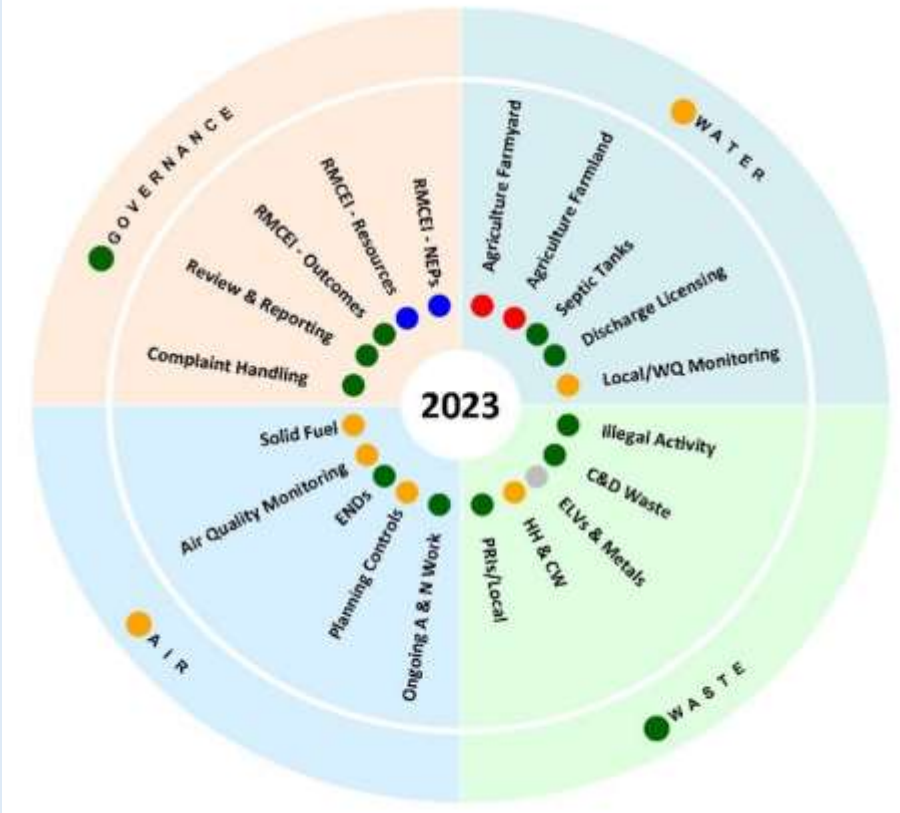 GOVERNANCE
WATER
RMCEI - NEPs
RMCEI - Resources
RMCEI - Outcomes
Review & Reporting
Complaint Handling
Agriculture Farmyard
Agriculture Farmland
Septic Tanks
Discharge Licensing
Local/WQ Monitoring
2023
Solid Fuel
Air Quality Monitoring
ENDs
Planning Controls
Ongoing A & N Work
Illegal Activity
C&D Waste
ELVs & Metals
HH & CW
PRIs/Local
AIR
WASTE